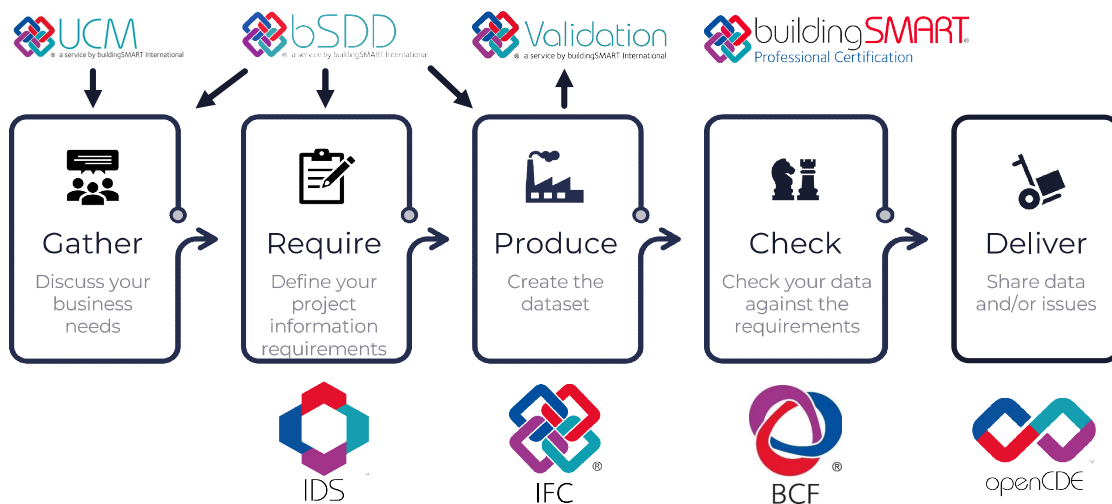 UCM
® a service by buildingSMART International
bSDD
® a service by buildingSMART International
Validation
® a service by buildingSMART International
buildingSMART®
Professional Certification
Gather
Discuss your
business
needs
Require
Define your
project
information
requirements
Produce
Create the
dataset
Check
Check your data
against the
requirements
Deliver
Share data
and/or issues
™
IDS
®
IFC
®
BCF
™
openCDE